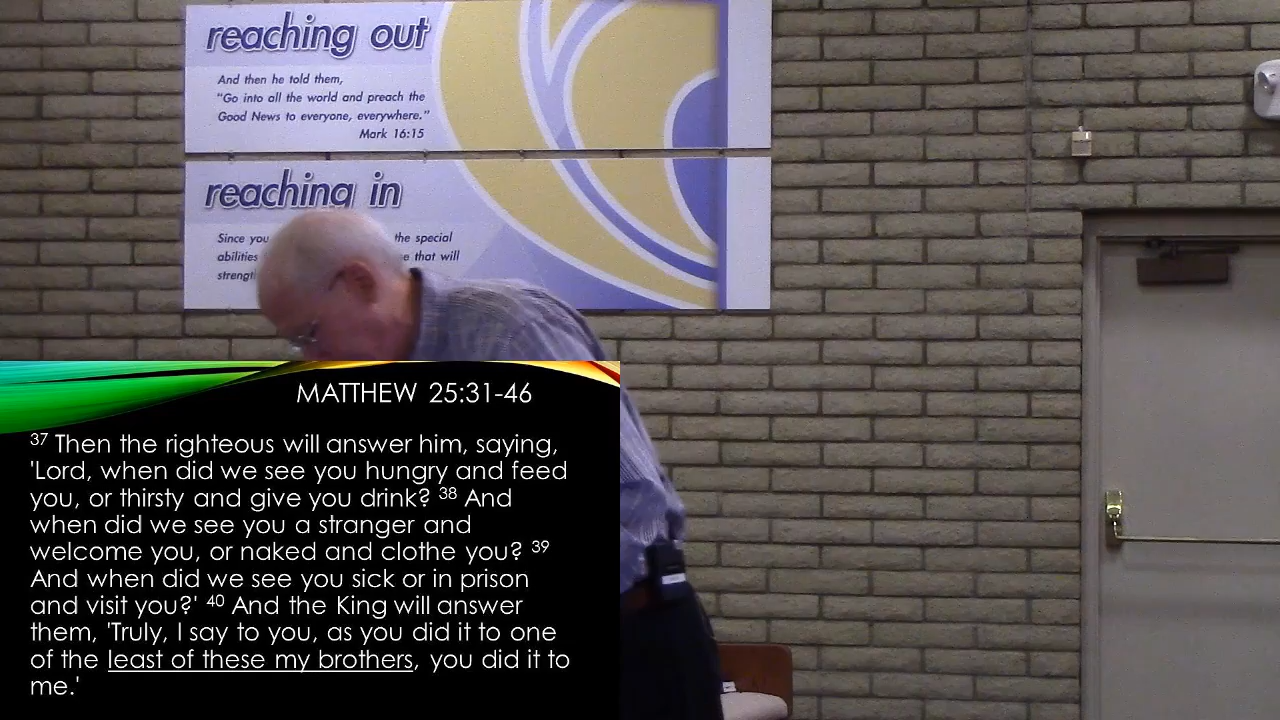 reaching out
And then he told them,
"Go into all the world and preach the
Good News to everyone, everywhere."
Mark 16:15
reaching in
Since you the special
abilities e that will
strength
MATTHEW 25:31-46
37 Then the righteous will answer him, saying,
'Lord, when did we see you hungry and feed
you, or thirsty and give you drink? 38 And
when did we see you a stranger and
welcome you, or naked and clothe you? 39
And when did we see you sick or in prison
and visit you?' 40 And the King will answer
them, 'Truly, I say to you, as you did it to one
of the least of these my brothers, you did it to
me.'